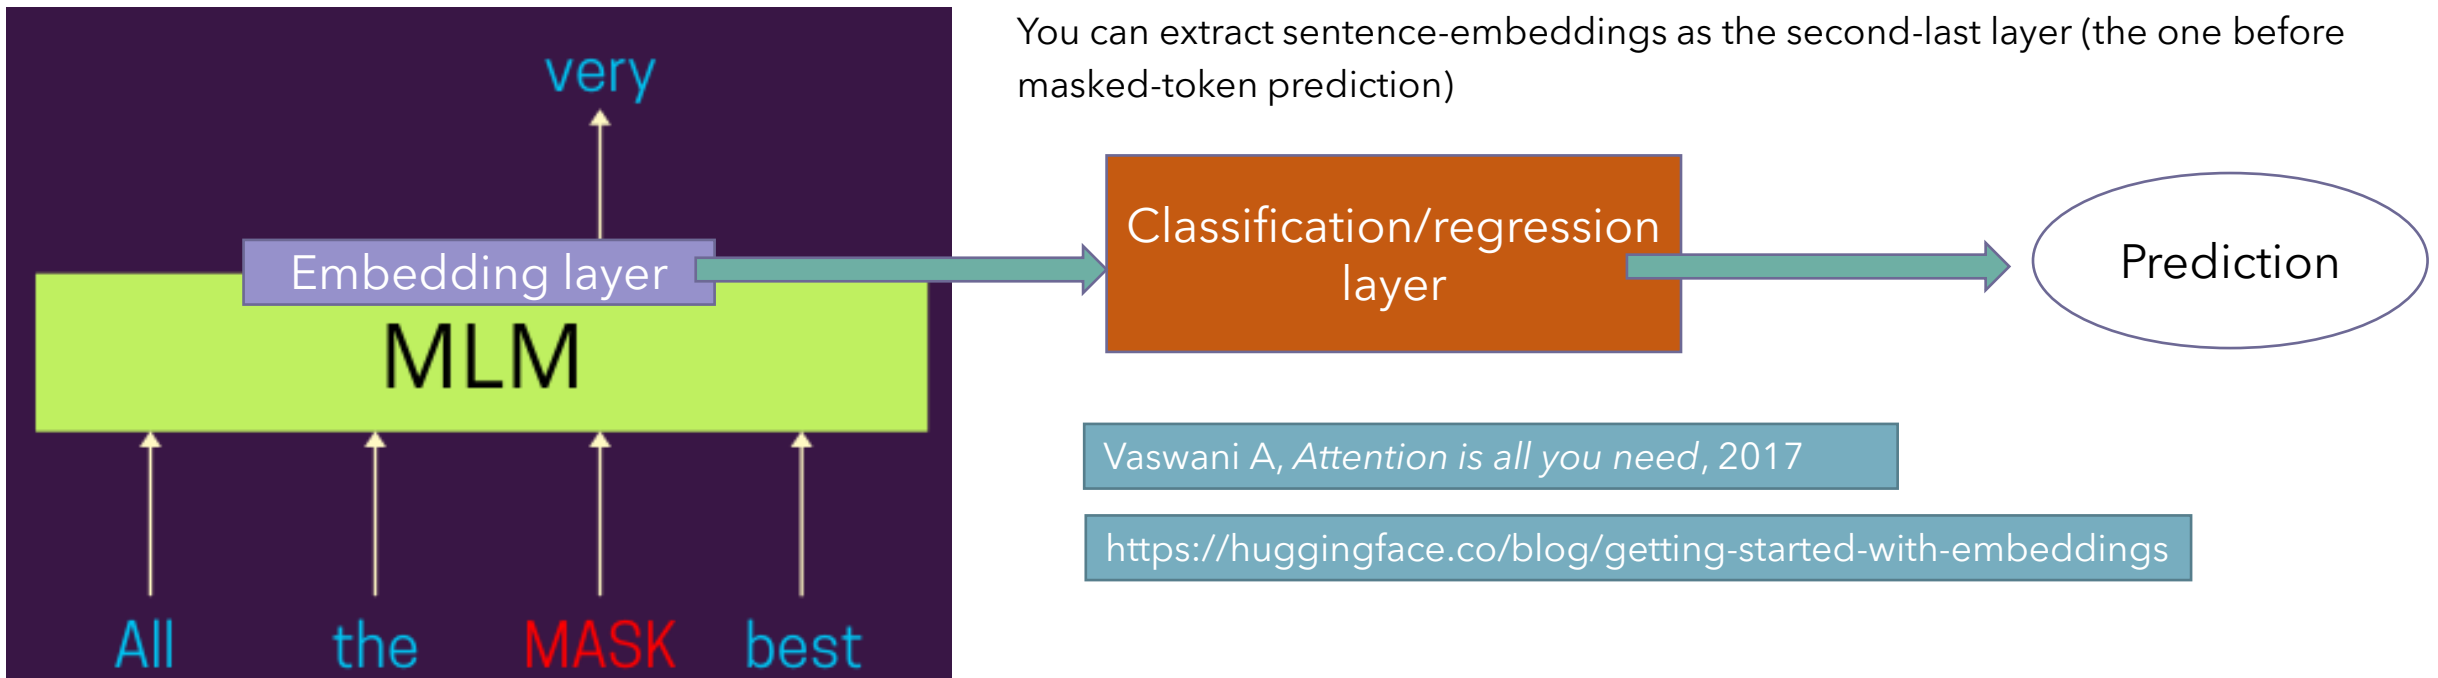 very
Embedding layer
MLM
All the MASK best
You can extract sentence-embeddings as the second-last layer (the one before
masked-token prediction)
Classification/regression
layer
Prediction
Vaswani A, Attention is all you need, 2017
https://huggingface.co/blog/getting-started-with-embeddings